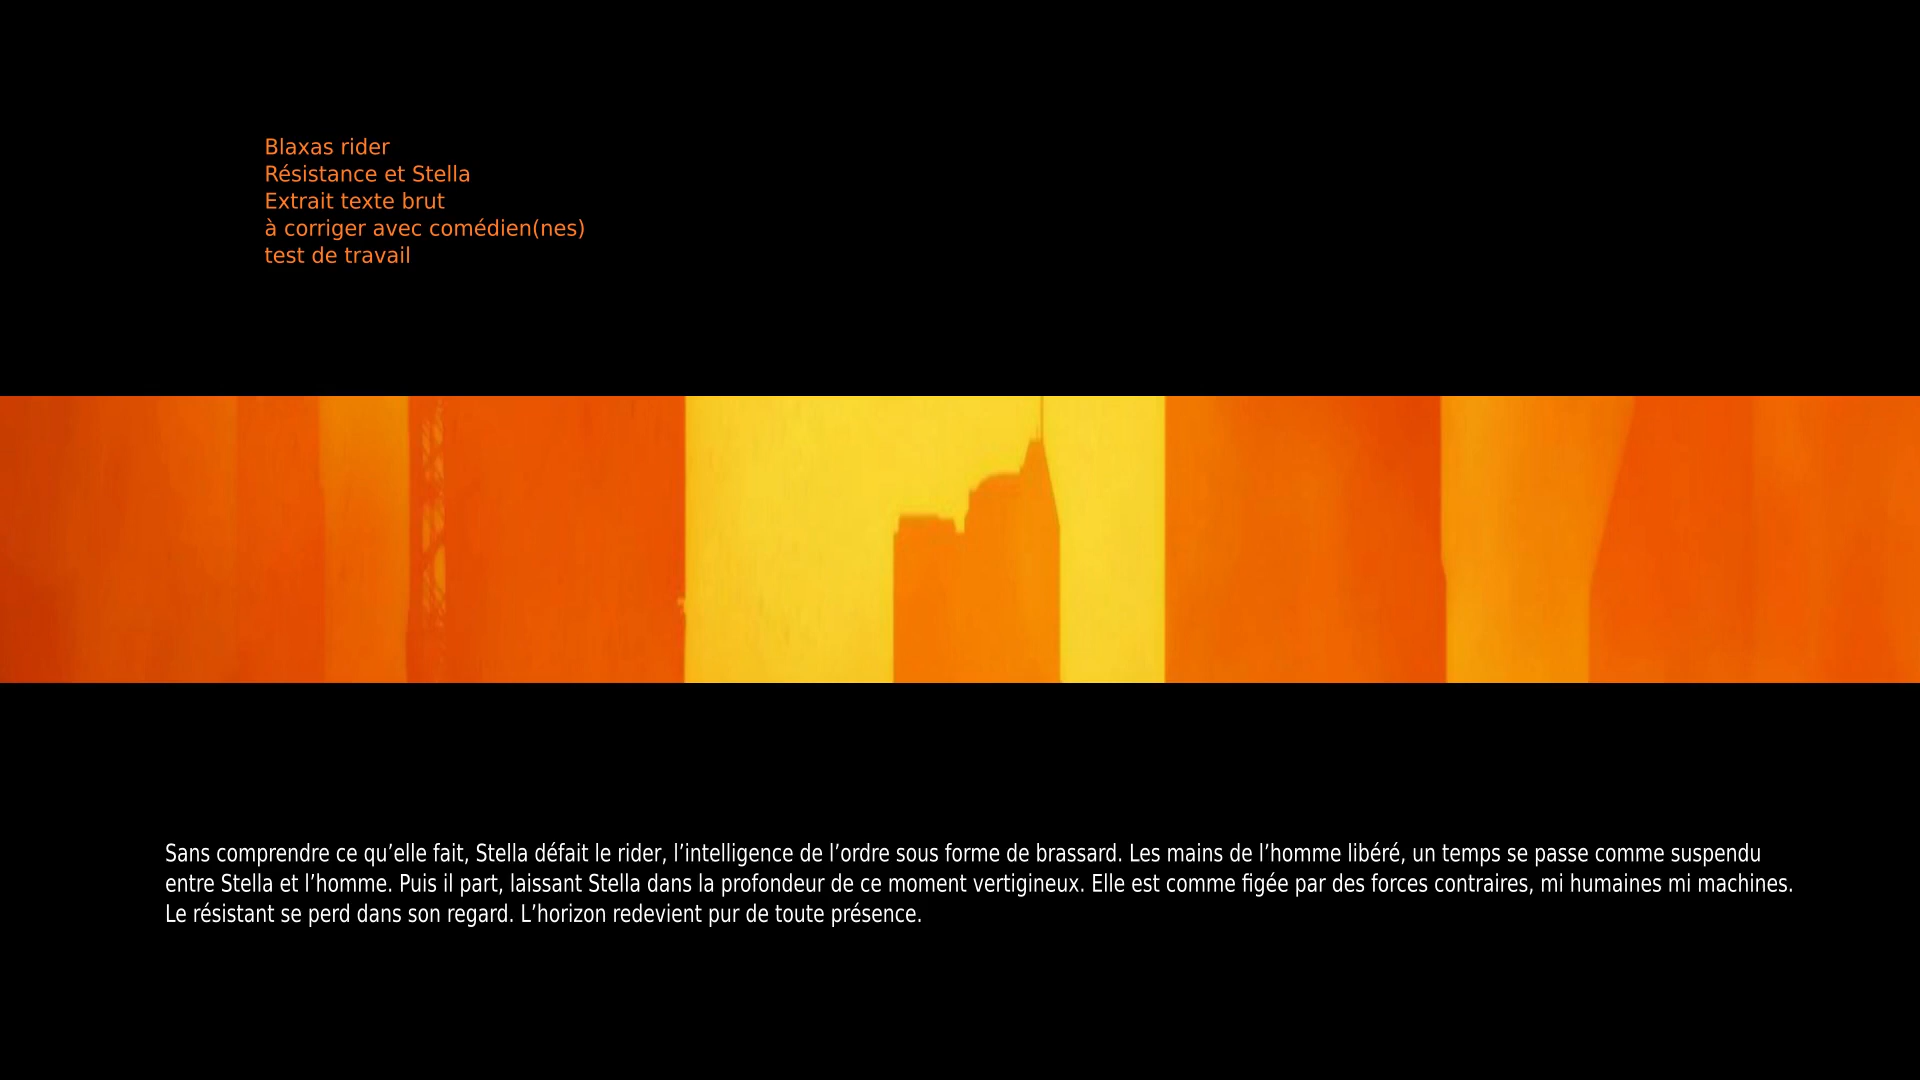 Blaxas rider
Résistance et Stella
Extrait texte brut
à corriger avec comédien(nes)
test de travail
Sans comprendre ce qu’elle fait, Stella défait le rider, l’intelligence de l’ordre sous forme de brassard. Les mains de l’homme libéré, un temps se passe comme suspendu
entre Stella et l’homme. Puis il part, laissant Stella dans la profondeur de ce moment vertigineux. Elle est comme figée par des forces contraires, mi humaines mi machines.
Le résistant se perd dans son regard. L’horizon redevient pur de toute présence.